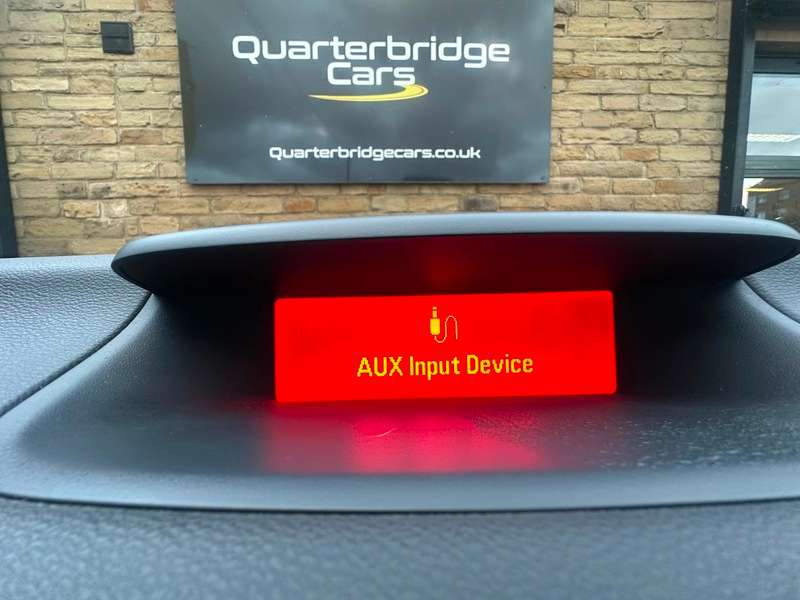 Quarterbridge
Cars
Quarterbridgecars.co.uk
AUX Input Device